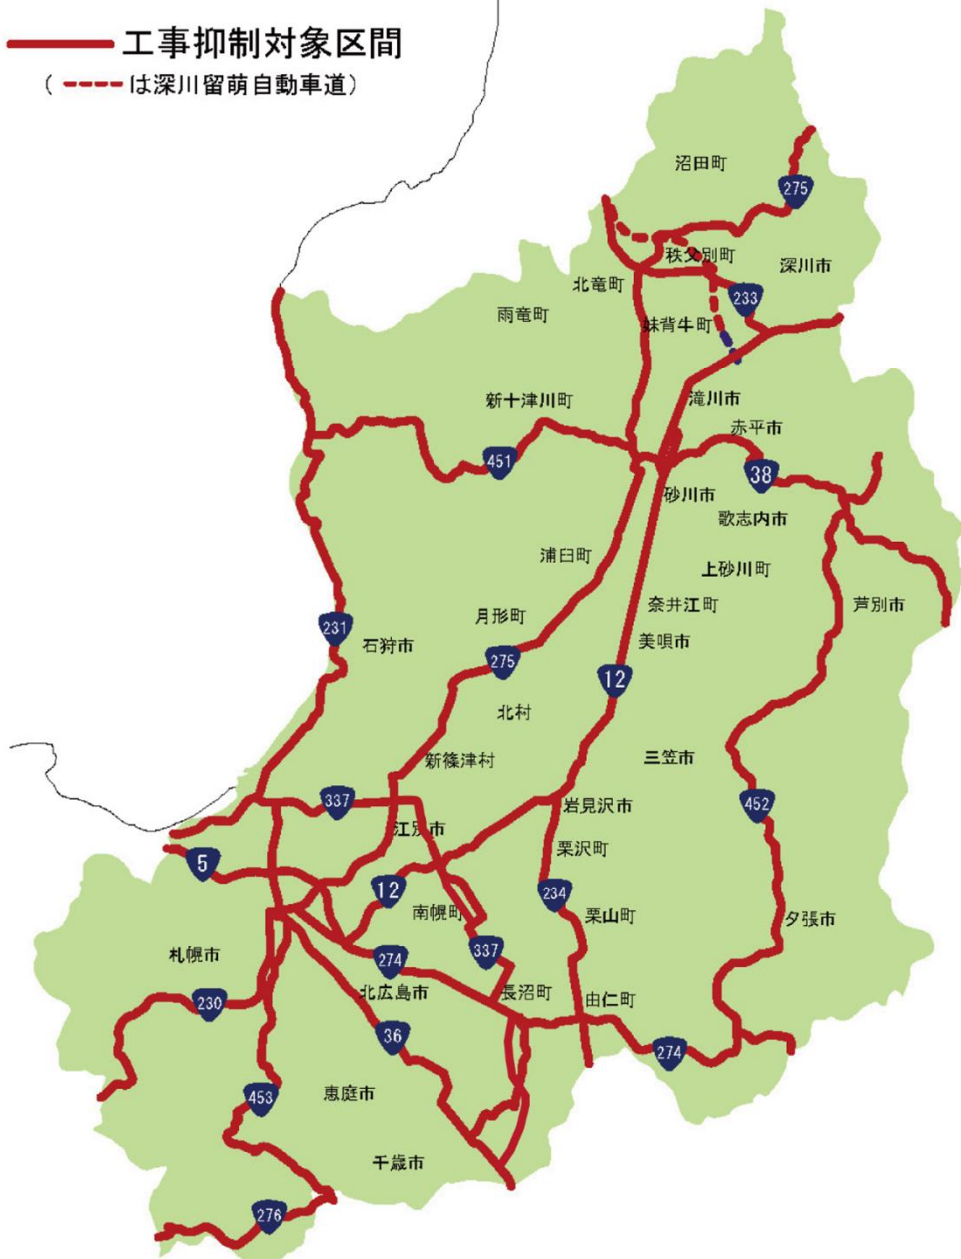 工事抑制対象区間
( は深川留萌自動車道)
沼田町
275
秩父別町
深川市
北竜町
233
雨竜町
妹背牛町
新十津川町
滝川市
赤平市
451
38
砂川市
歌志内市
浦臼町
上砂川町
奈井江町
芦別市
月形町
231
石狩市
美唄市
275
12
北村
新篠津村
三笠市
337
452
岩見沢市
江別市
栗沢町
5
12
234
南幌町
栗山町
夕張市
札幌市
337
274
北広島市
長沼町
由仁町
230
36
274
恵庭市
453
千歳市
276